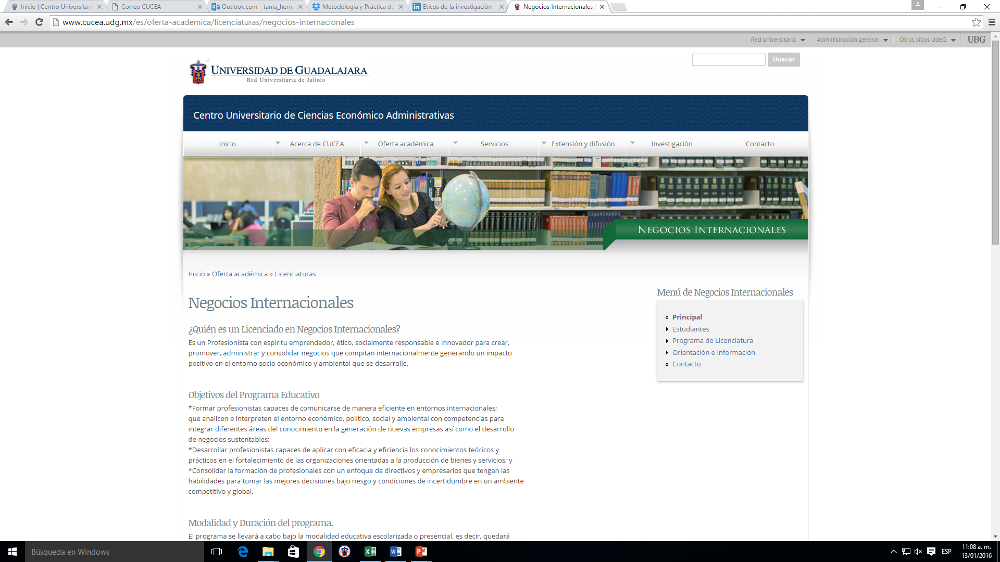 Inicio | Centro Universitari
Correo CUCEA
Outlook.com - tania_herna
Metodología y Práctica de
Eticos de la investigación
Negocios Internacionales |
www.cucea.udg.mx/es/oferta-academica/licenciaturas/negocios-internacionales
Red universitaria
Administración general
Otros sitios UdeG
UDG
Buscar
UNIVERSIDAD DE GUADALAJARA
Red Universitaria de Jalisco
Centro Universitario de Ciencias Económico Administrativas
Inicio
Acerca de CUCEA
Oferta académica
Servicios
Extensión y difusión
Investigación
Contacto
NEGOCIOS INTERNACIONALES
Inicio » Oferta académica » Licenciaturas
Negocios Internacionales
¿Quién es un Licenciado en Negocios Internacionales?
Es un Profesionista con espíritu emprendedor, ético, socialmente responsable e innovador para crear,
promover, administrar y consolidar negocios que compitan internacionalmente generando un impacto
positivo en el entorno socio económico y ambiental que se desarrolle.
Objetivos del Programa Educativo
*Formar profesionistas capaces de comunicarse de manera eficiente en entornos internacionales;
que analicen e interpreten el entorno económico, político, social y ambiental con competencias para
integrar diferentes áreas del conocimiento en la generación de nuevas empresas así como el desarrollo
de negocios sustentables;
*Desarrollar profesionistas capaces de aplicar con eficacia y eficiencia los conocimientos teóricos y
prácticos en el fortalecimiento de las organizaciones orientadas a la producción de bienes y servicios; y
*Consolidar la formación de profesionales con un enfoque de directivos y empresarios que tengan las
habilidades para tomar las mejores decisiones bajo riesgo y condiciones de incertidumbre en un ambiente
competitivo y global.
Modalidad y Duración del programa.
El programa se llevará a cabo bajo la modalidad educativa escolarizada o presencial, es decir, quedará
Menú de Negocios Internacionales
Principal
Estudiantes
Programa de Licenciatura
Orientación e Información
Contacto
Búsqueda en Windows
ESP
11:08 a. m.
13/01/2016